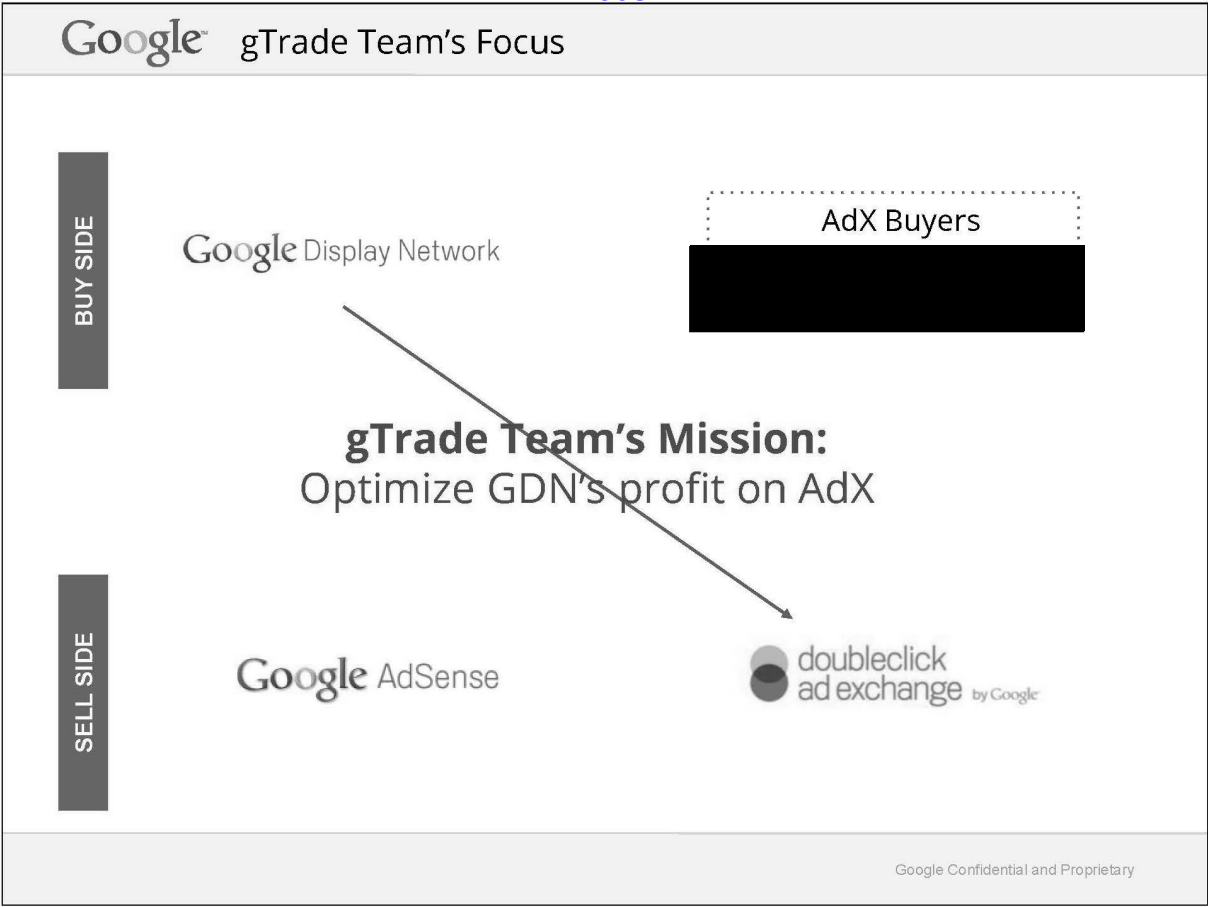 Google™ gTrade Team's Focus
BUY SIDE
Google Display Network
AdX Buyers
gTrade Team's Mission:
Optimize GDN's profit on AdX
SELL SIDE
Google AdSense
doubleclick
ad exchange by Google
Google Confidential and Proprietary